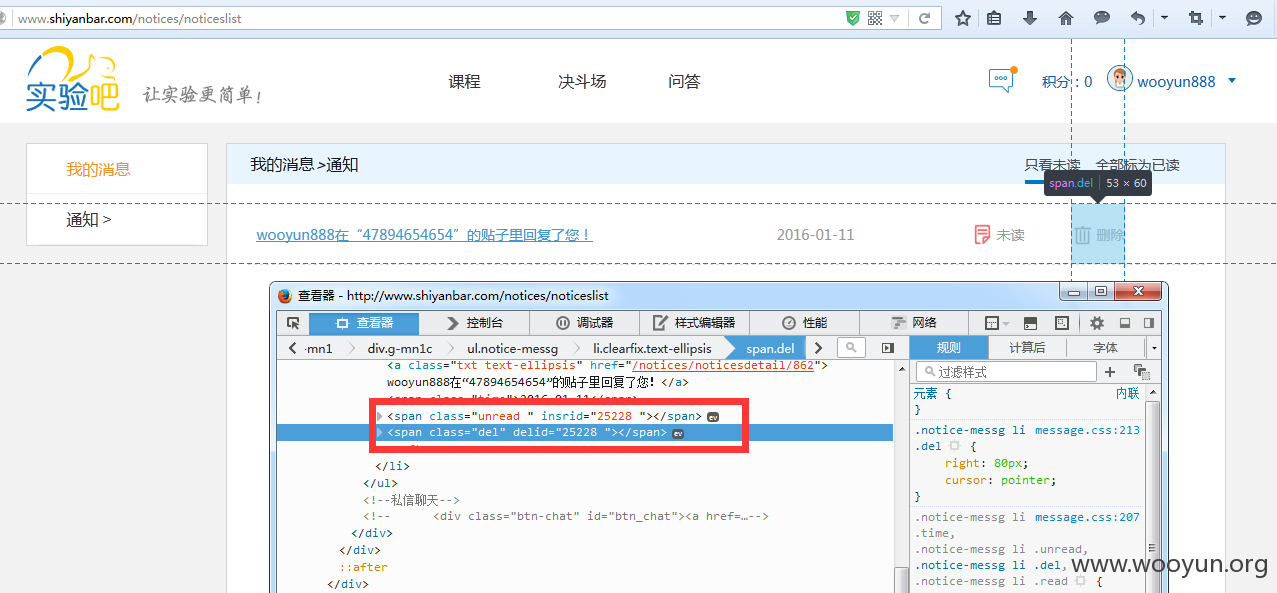 www.shiyanbar.com/notices/noticeslist
实验吧
让实验更简单！
课程
决斗场
问答
积分：0
wooyun888
我的消息
通知 >
我的消息 >通知
只看未读
全部标为已读
span.del | 53 × 60
wooyun888在“47894654654”的贴子里回复了您！
2016-01-11
未读
删除
查看器 - http://www.shiyanbar.com/notices/noticeslist
查看器
控制台
调试器
样式编辑器
性能
网络
-mn1
div.g-mn1c
ul.notice-messg
li.clearfix.text-ellipsis
span.del
规则
计算后
字体
<a class="txt text-ellipsis" href="/notices/noticesdetail/862">
wooyun888在“47894654654”的贴子里回复了您! </a>
<span class="time">2016-01-11</span>
<span class="unread " insrid="25228 "></span> ev
<span class="del" delid="25228 "></span> ev
</li>
</ul>
<!--私信聊天-->
<!-- <div class="btn-chat" id="btn_chat"><a href=…-->
</div>
</div>
::after
</div>
过滤样式
元素 {
内联
}
.notice-messg li message.css:213
.del {
right: 80px;
cursor: pointer;
}
.notice-messg li message.css:207
.time,
.notice-messg li .unread,
.notice-messg li .del,
.notice-messg li .read {
www.wooyun.org